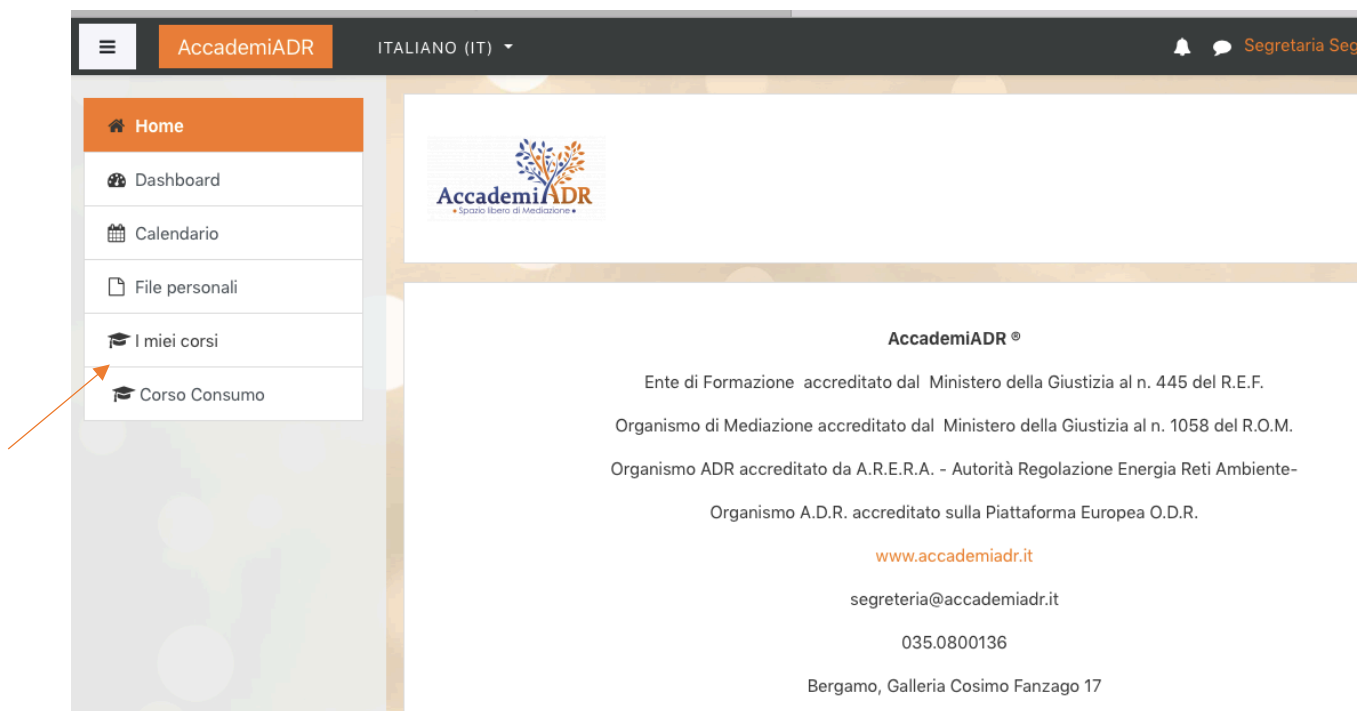 AccademiADR
ITALIANO (IT)
Segretaria Seg
Home
Dashboard
Calendario
File personali
I miei corsi
Corso Consumo
AccademiADR
•Spazio libero di Mediazione•
AccademiADR ®
Ente di Formazione accreditato dal Ministero della Giustizia al n. 445 del R.E.F.
Organismo di Mediazione accreditato dal Ministero della Giustizia al n. 1058 del R.O.M.
Organismo ADR accreditato da A.R.E.R.A. - Autorità Regolazione Energia Reti Ambiente-
Organismo A.D.R. accreditato sulla Piattaforma Europea O.D.R.
www.accademiadr.it
segreteria@accademiadr.it
035.0800136
Bergamo, Galleria Cosimo Fanzago 17